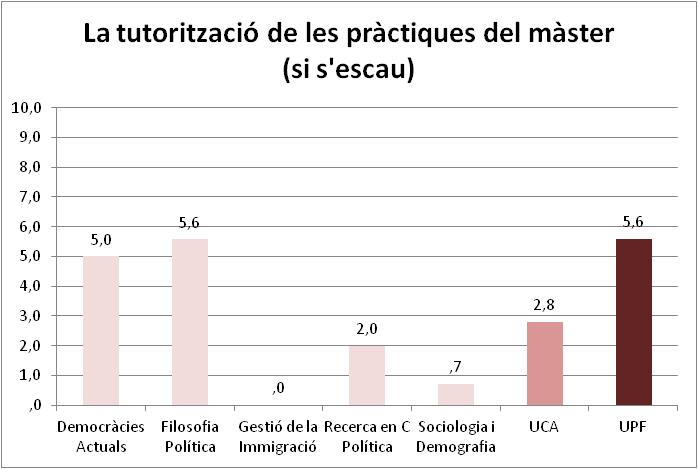 La tutorització de les pràctiques del màster
(si s'escau)
10,0
9,0
8,0
7,0
6,0
5,0
4,0
3,0
2,0
1,0
,0
5,0
5,6
,0
2,0
,7
2,8
5,6
Democràcies
Actuals
Filosofia
Política
Gestió de la
Immigració
Recerca en C
Política
Sociologia i
Demografia
UCA
UPF